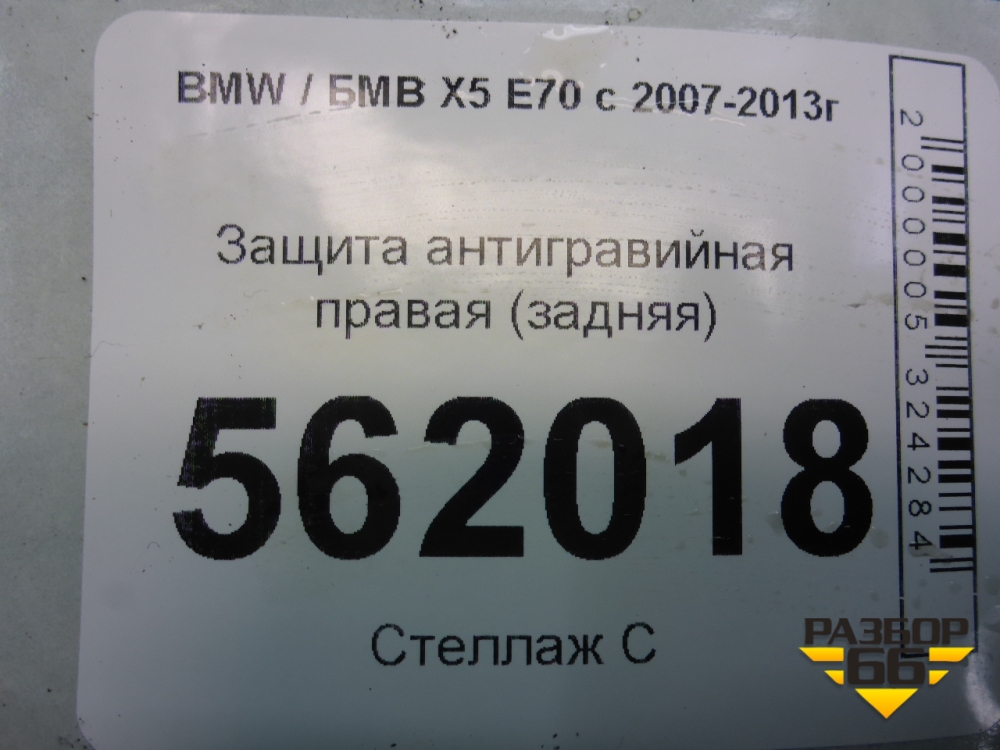 BMW / БМВ X5 E70 с 2007-2013г
Защита антигравийная
правая (задняя)
562018
Стеллаж С
2000005324284
РАЗБОР
66